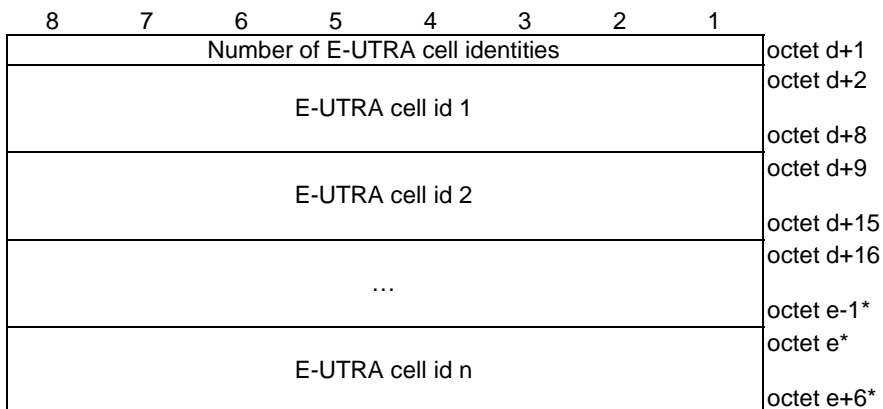 8 7 6 5 4 3 2 1
Number of E-UTRA cell identities octet d+1
octet d+2
E-UTRA cell id 1
octet d+8
octet d+9
E-UTRA cell id 2
octet d+15
octet d+16
…
octet e-1*
octet e*
E-UTRA cell id n
octet e+6*